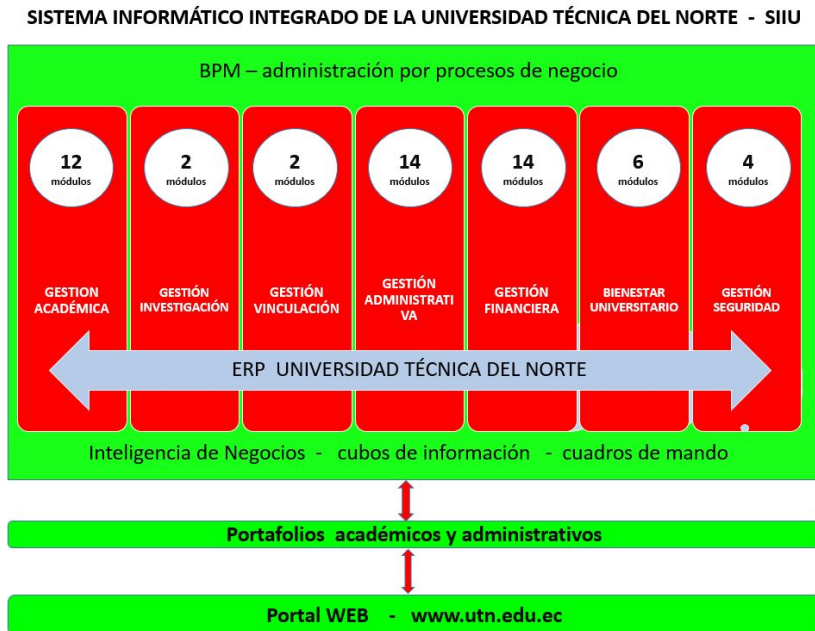 SISTEMA INFORMÁTICO INTEGRADO DE LA UNIVERSIDAD TÉCNICA DEL NORTE - SIIU
BPM – administración por procesos de negocio
12
módulos
2
módulos
2
módulos
14
módulos
14
módulos
6
módulos
4
módulos
GESTION
ACADÉMICA
GESTIÓN
INVESTIGACIÓN
GESTIÓN
VINCULACIÓN
GESTIÓN
ADMINISTRATI
VA
GESTIÓN
FINANCIERA
BIENESTAR
UNIVERSITARIO
GESTIÓN
SEGURIDAD
ERP UNIVERSIDAD TÉCNICA DEL NORTE
Inteligencia de Negocios - cubos de información - cuadros de mando
Portafolios académicos y administrativos
Portal WEB - www.utn.edu.ec